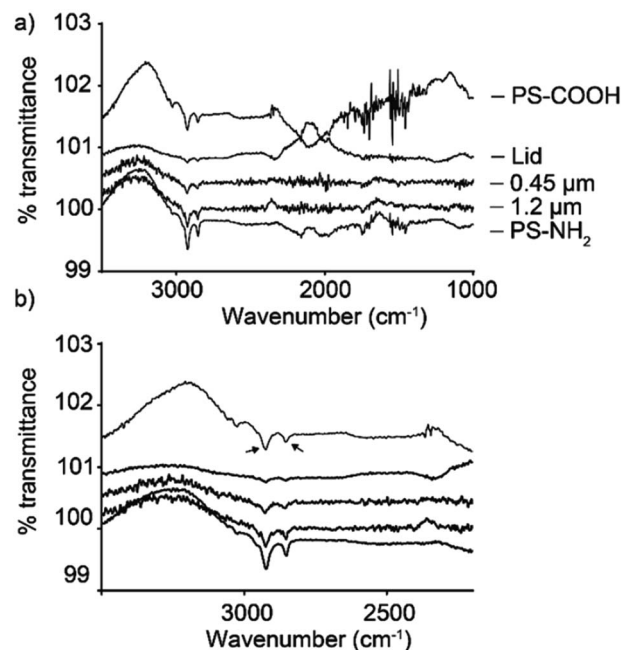 a)
103
102
101
100
99
% transmittance
PS-COOH
Lid
0.45 µm
1.2 µm
PS-NH₂
3000 2000 1000
Wavenumber (cm⁻¹)
b)
103
102
101
100
99
% transmittance
3000 2500
Wavenumber (cm⁻¹)